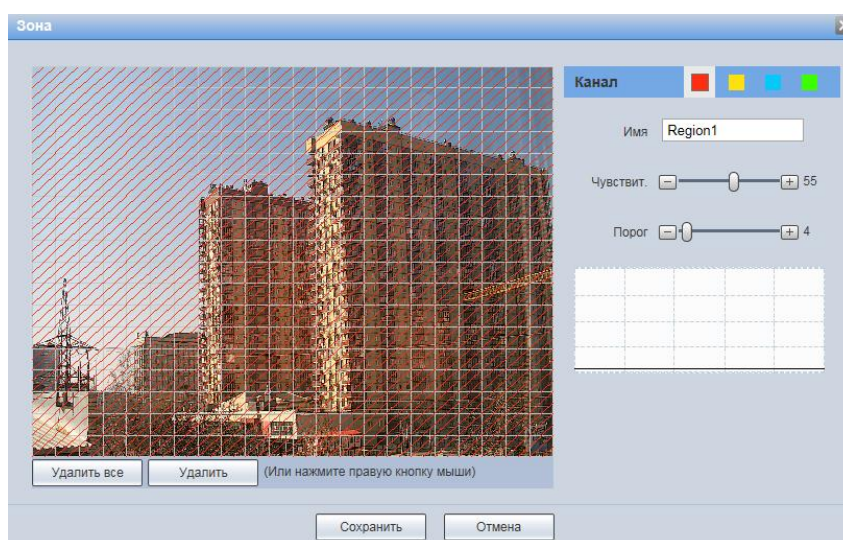 Зона
Канал
Имя Region1
Чувствит. 55
Порог 4
Удалить все Удалить (Или нажмите правую кнопку мыши)
Сохранить Отмена